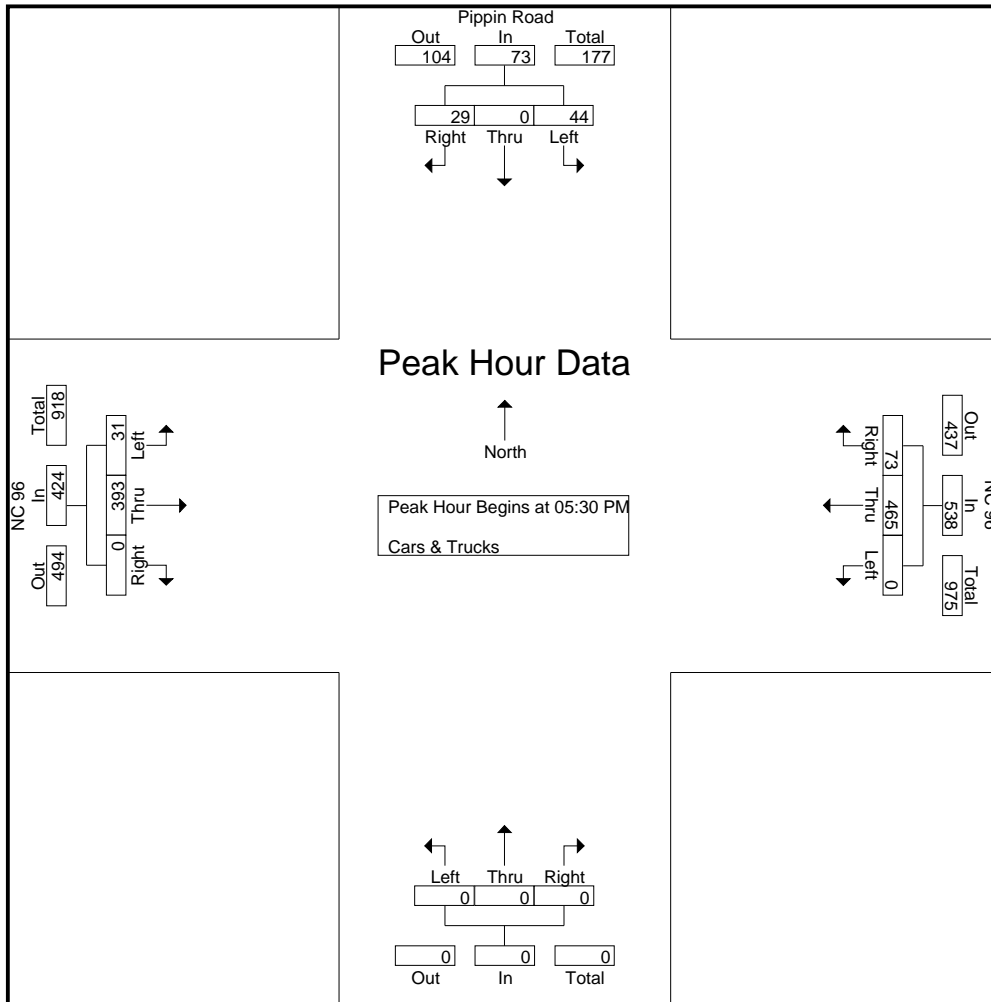 Pippin Road
Out In Total
104 73 177
29 0 44
Right Thru Left
Peak Hour Data
North
Peak Hour Begins at 05:30 PM
Cars & Trucks
NC 96
Total In Out
918 424 494
31 393 0
Left Thru Right
NC 96
Out In Total
437 538 975
73 465 0
Right Thru Left
Left Thru Right
0 0 0
0 0 0
Out In Total